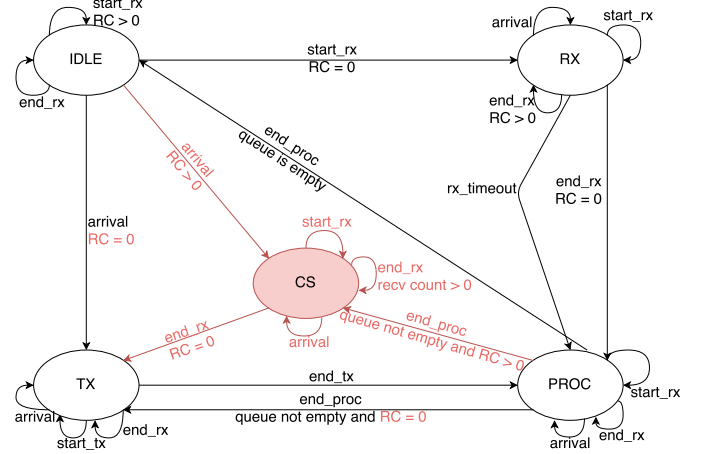 start_rx
RC > 0
IDLE
end_rx
start_rx
RC = 0
arrival
start_rx
RX
end_rx
RC > 0
end_proc
queue is empty
arrival
RC > 0
rx_timeout
end_rx
RC = 0
arrival
RC = 0
start_rx
CS
end_rx
recv count > 0
arrival
end_proc
queue not empty and RC > 0
end_rx
RC = 0
TX
end_tx
PROC
start_rx
end_proc
queue not empty and RC = 0
arrival
start_tx
end_rx
arrival
end_rx